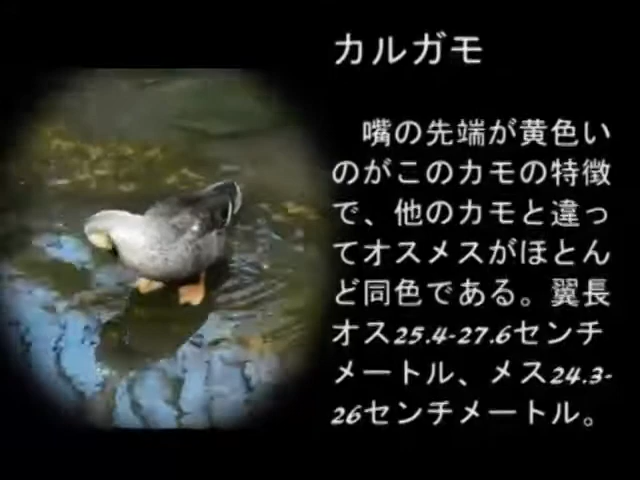 カルガモ
嘴の先端が黄色い
のがこのカモの特徴
で、他のカモと違っ
てオスメスがほとん
ど同色である。翼長
オス25.4-27.6センチ
メートル、メス24.3-
26センチメートル。